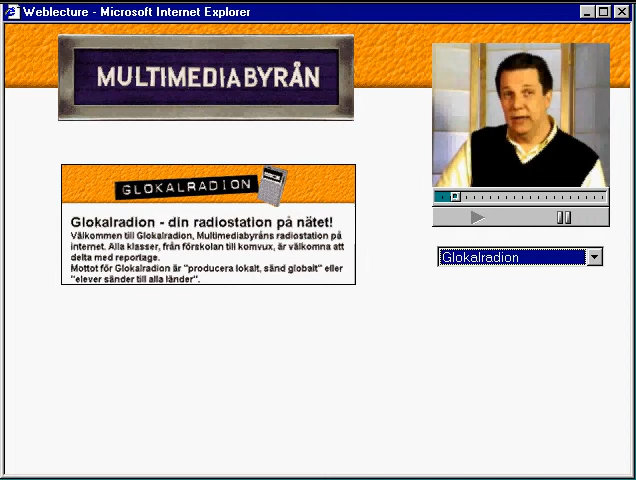 Weblecture - Microsoft Internet Explorer
MULTIMEDIABYRÅN
GLOKALRADION
Glokalradion - din radiostation på nätet!
Välkommen till Glokalradion, Multimediabyråns radiostation på
internet. Alla klasser, från förskolan till komvux, är välkomna att
delta med reportage.
Mottot för Glokalradion är "producera lokalt, sänd globalt" eller
"elever sänder till alla länder".
Glokalradion